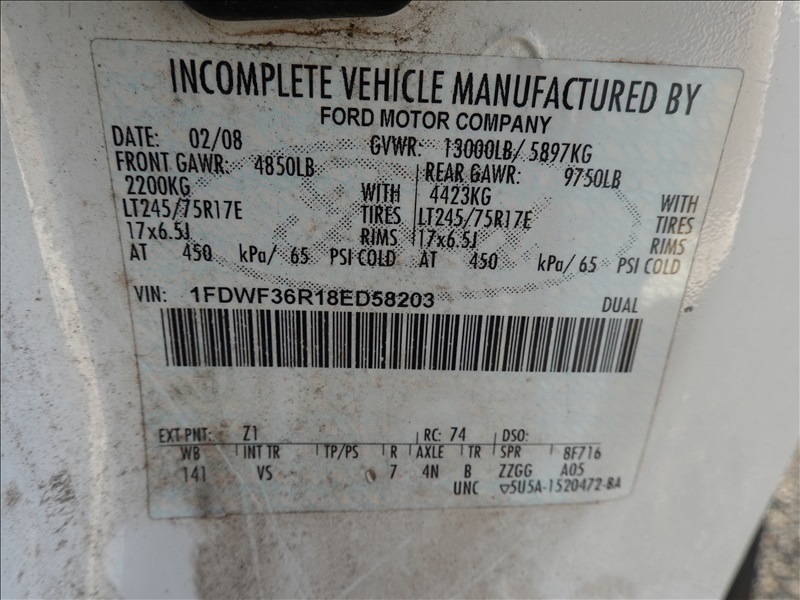 INCOMPLETE VEHICLE MANUFACTURED BY
FORD MOTOR COMPANY
DATE: 02/08 GVWR: 13000LB/ 5897KG
FRONT GAWR: 4850LB REAR GAWR: 9750LB
2200KG WITH 4423KG WITH
LT245/75R17E TIRES LT245/75R17E TIRES
17x6.5J RIMS 17x6.5J RIMS
AT 450 kPa/ 65 PSI COLD AT 450 kPa/ 65 PSI COLD
VIN: 1FDWF36R18ED58203 DUAL
EXT PNT: Z1 RC: 74 DSO:
WB INT TR TP/PS R AXLE TR SPR 8F716
141 VS 7 4N B ZZGG A05
UNC ▽5U5A-1520472-BA